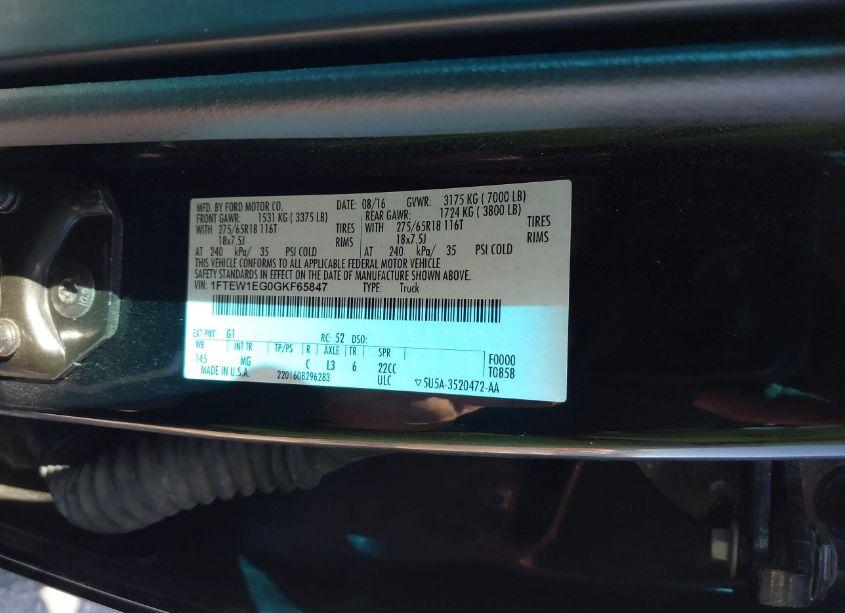 MFD. BY FORD MOTOR CO. DATE: 08/16 GVWR: 3175 KG ( 7000 LB)
FRONT GAWR: 1531 KG ( 3375 LB) REAR GAWR: 1724 KG ( 3800 LB)
WITH 275/65R18 116T TIRES WITH 275/65R18 116T TIRES
18x7.5J RIMS 18x7.5J RIMS
AT 240 kPa/ 35 PSI COLD AT 240 kPa/ 35 PSI COLD
THIS VEHICLE CONFORMS TO ALL APPLICABLE FEDERAL MOTOR VEHICLE
SAFETY STANDARDS IN EFFECT ON THE DATE OF MANUFACTURE SHOWN ABOVE.
VIN: 1FTEW1EG0GKF65847 TYPE: Truck
EXT PNT: G1 RC: 52 DSO:
WB INT TR TP/PS R AXLE TR SPR F0000
145 MG C L3 6 22CC T0858
MADE IN U.S.A. 2201608296283 ULC ▽5U5A-3520472-AA